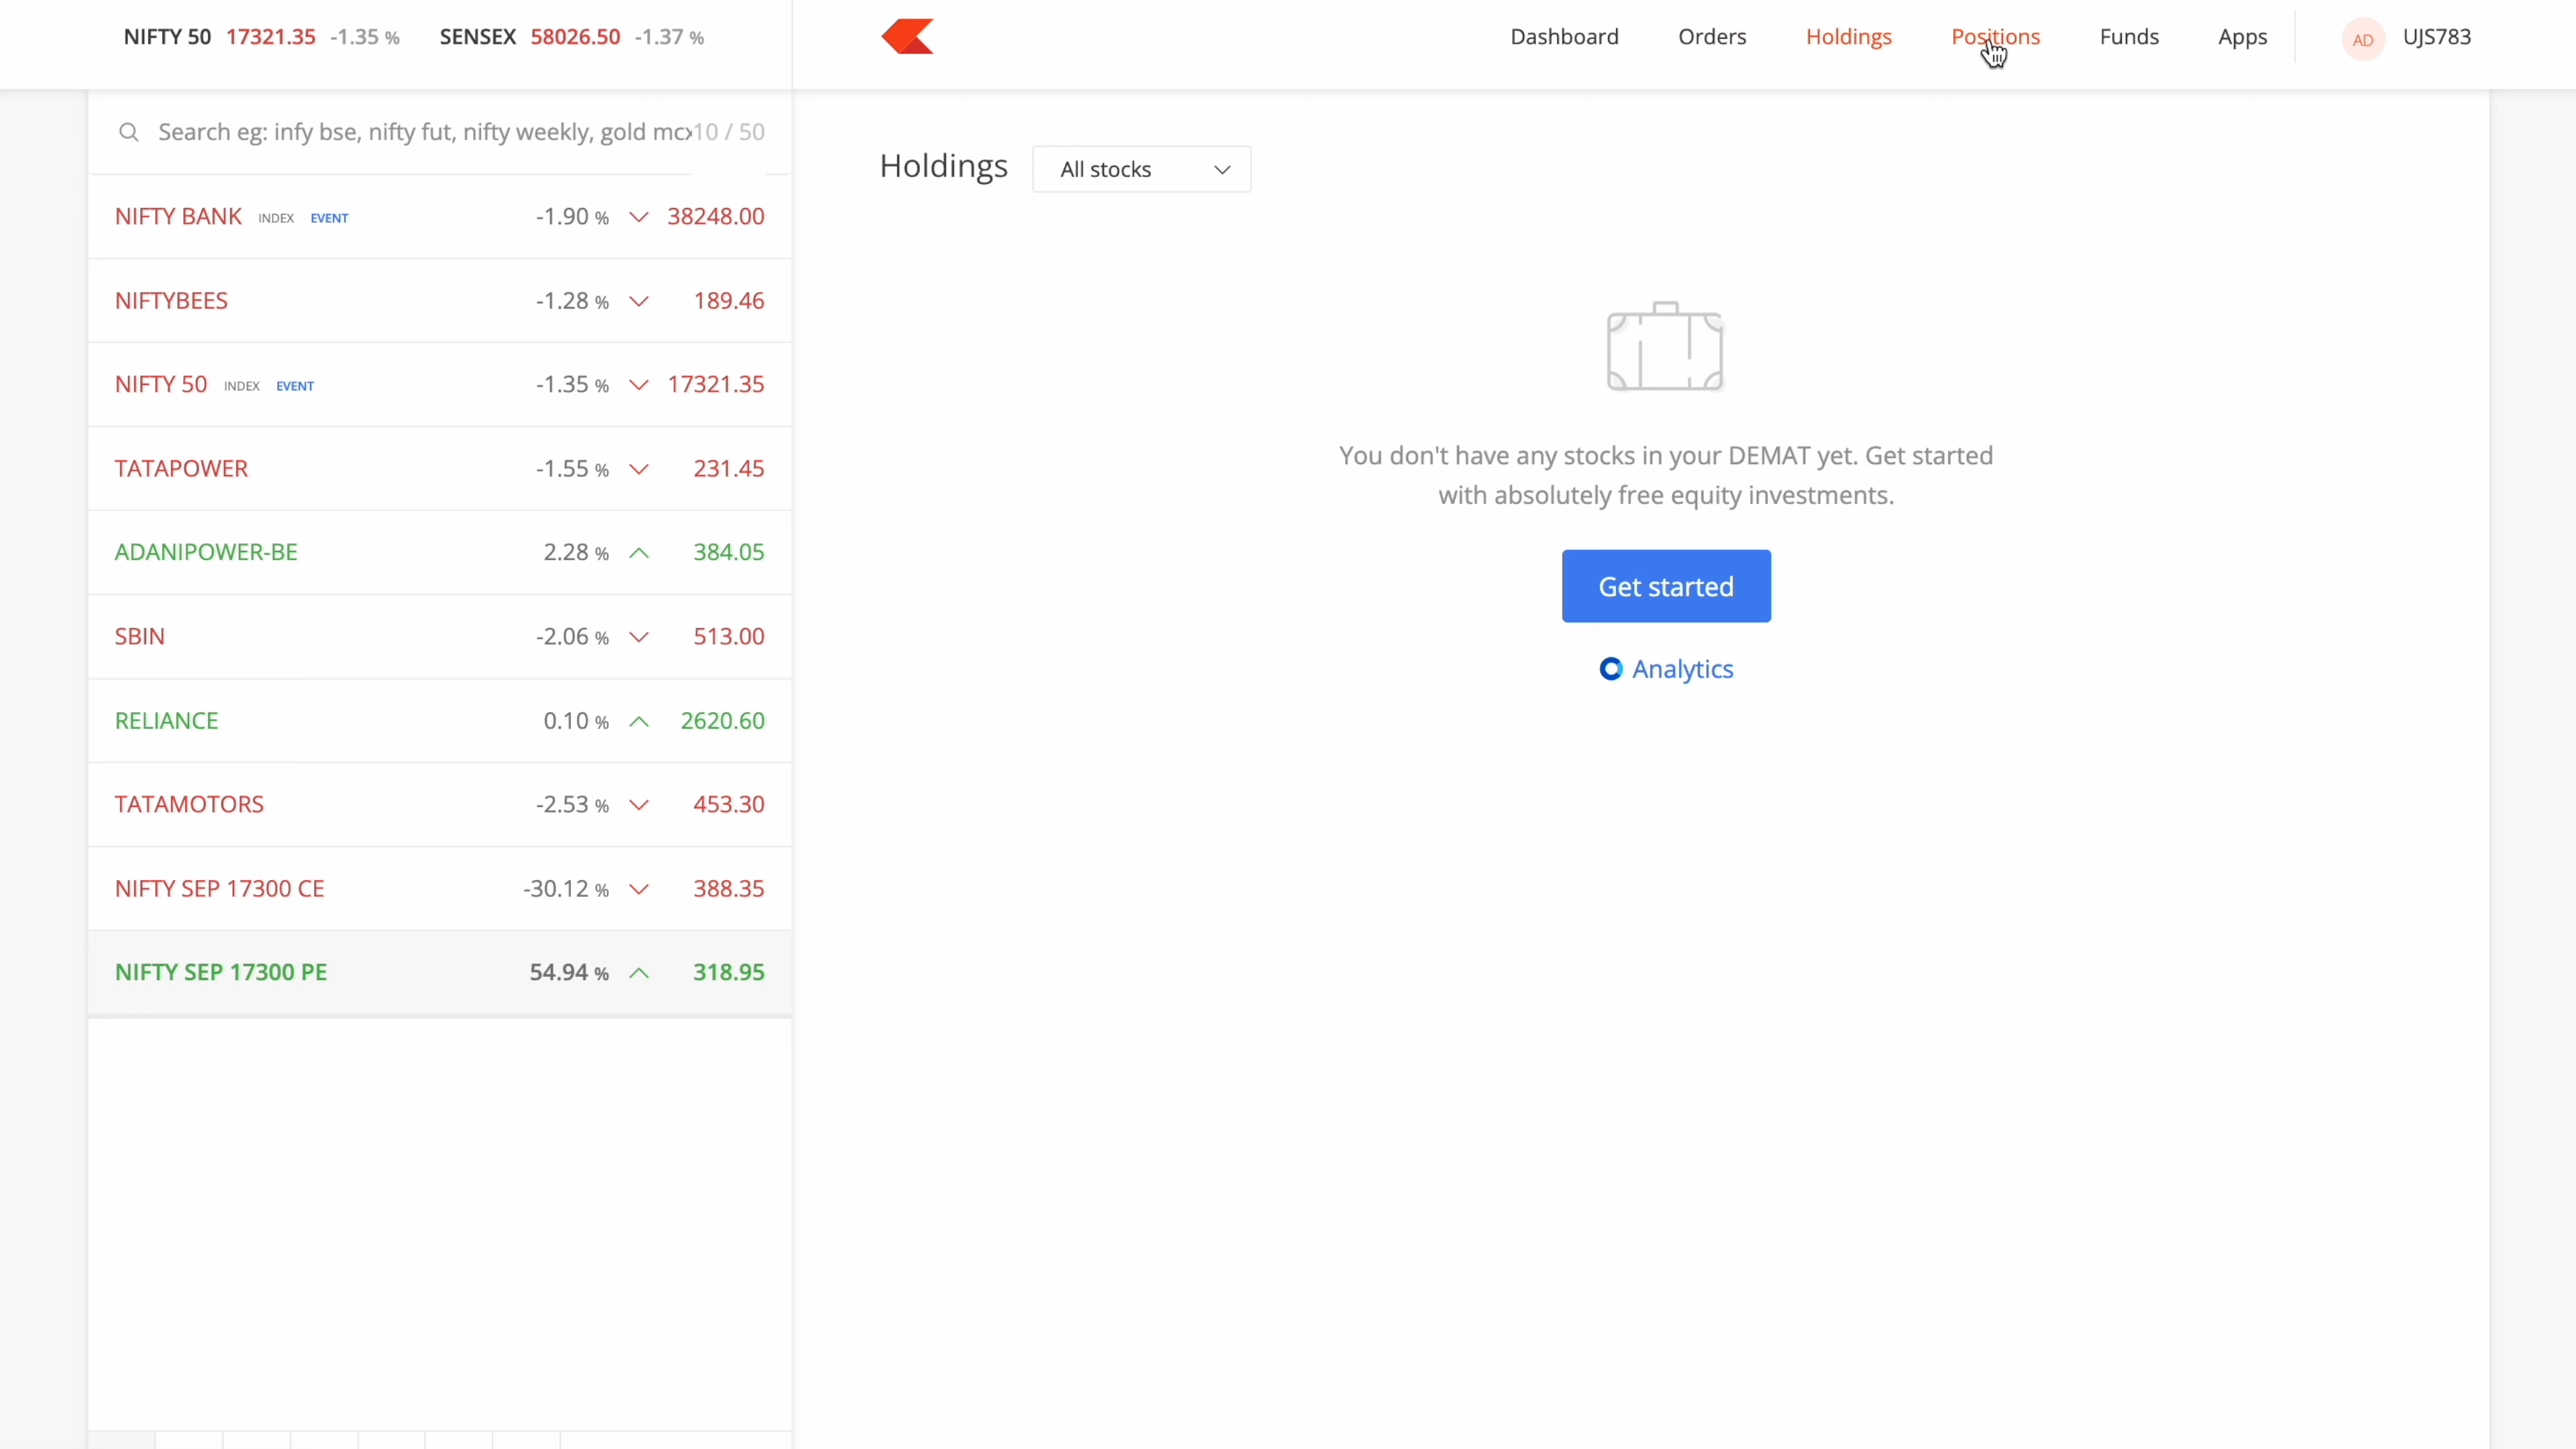 NIFTY 50 17321.35 -1.35 % SENSEX 58026.50 -1.37 %
Dashboard Orders Holdings Positions Funds Apps AD UJS783
Search eg: infy bse, nifty fut, nifty weekly, gold mcx 10 / 50
NIFTY BANK INDEX EVENT -1.90 % 38248.00
NIFTYBEES -1.28 % 189.46
NIFTY 50 INDEX EVENT -1.35 % 17321.35
TATAPOWER -1.55 % 231.45
ADANIPOWER-BE 2.28 % 384.05
SBIN -2.06 % 513.00
RELIANCE 0.10 % 2620.60
TATAMOTORS -2.53 % 453.30
NIFTY SEP 17300 CE -30.12 % 388.35
NIFTY SEP 17300 PE 54.94 % 318.95
Holdings All stocks
You don't have any stocks in your DEMAT yet. Get started
with absolutely free equity investments.
Get started
Analytics